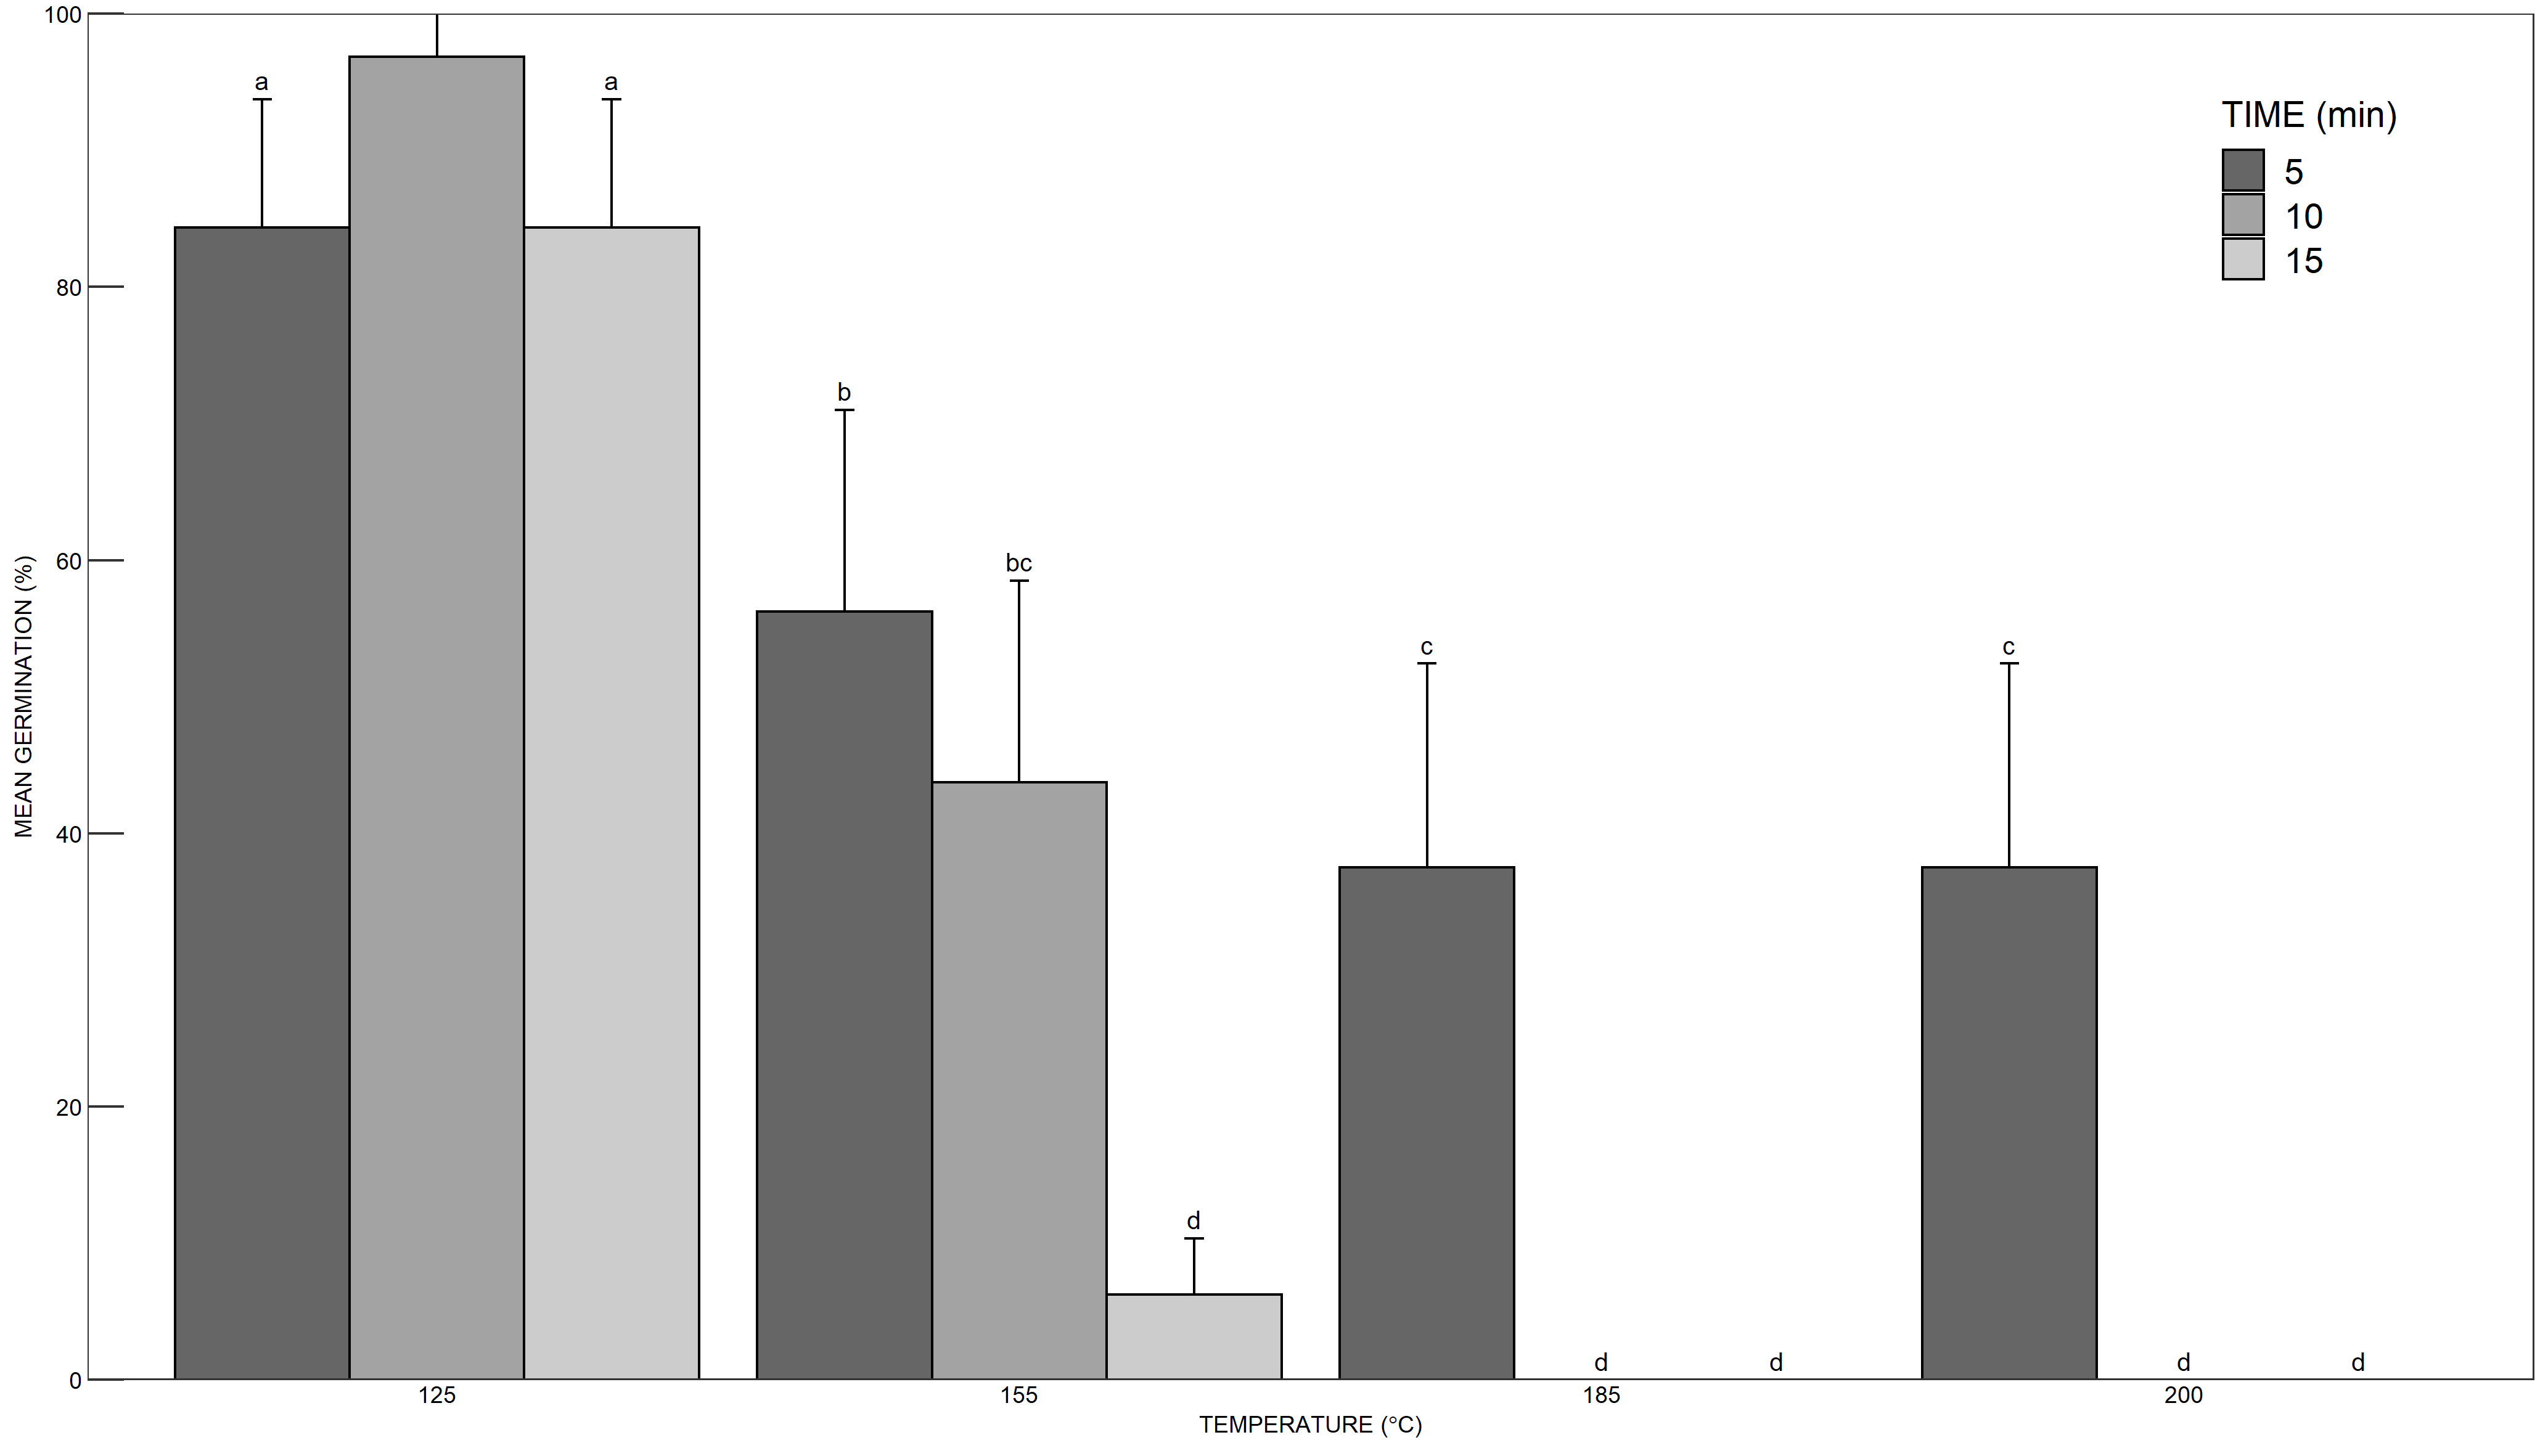 100
80
60
40
20
0
MEAN GERMINATION (%)
a
a
b
bc
d
c
d
d
c
d
d
TIME (min)
5
10
15
125
155
185
200
TEMPERATURE (°C)